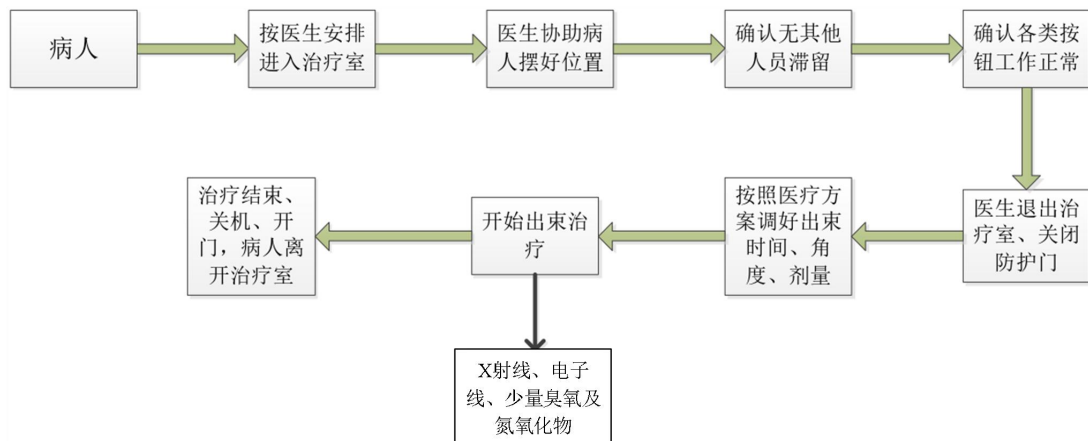 病人
按医生安排
进入治疗室
医生协助病
人摆好位置
确认无其他
人员滞留
确认各类按
钮工作正常
医生退出治
疗室、关闭
防护门
按照医疗方
案调好出束
时间、角
度、剂量
开始出束治
疗
治疗结束、
关机、开
门，病人离
开治疗室
X射线、电子
线、少量臭氧及
氮氧化物